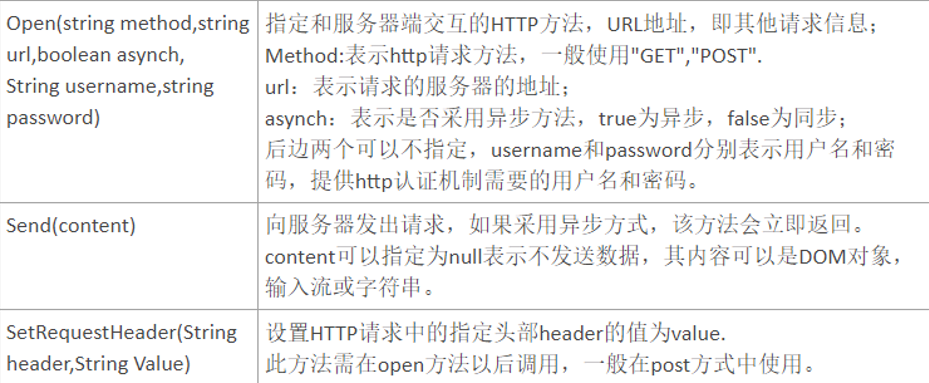 Open(string method,string
url,boolean asynch,
String username,string
password)
指定和服务器端交互的HTTP方法，URL地址，即其他请求信息；
Method:表示http请求方法，一般使用"GET","POST".
url：表示请求的服务器的地址；
asynch：表示是否采用异步方法，true为异步，false为同步；
后边两个可以不指定，username和password分别表示用户名和密
码，提供http认证机制需要的用户名和密码。
Send(content)
向服务器发出请求，如果采用异步方式，该方法会立即返回。
content可以指定为null表示不发送数据，其内容可以是DOM对象，
输入流或字符串。
SetRequestHeader(String
header,String Value)
设置HTTP请求中的指定头部header的值为value.
此方法需在open方法以后调用，一般在post方式中使用。